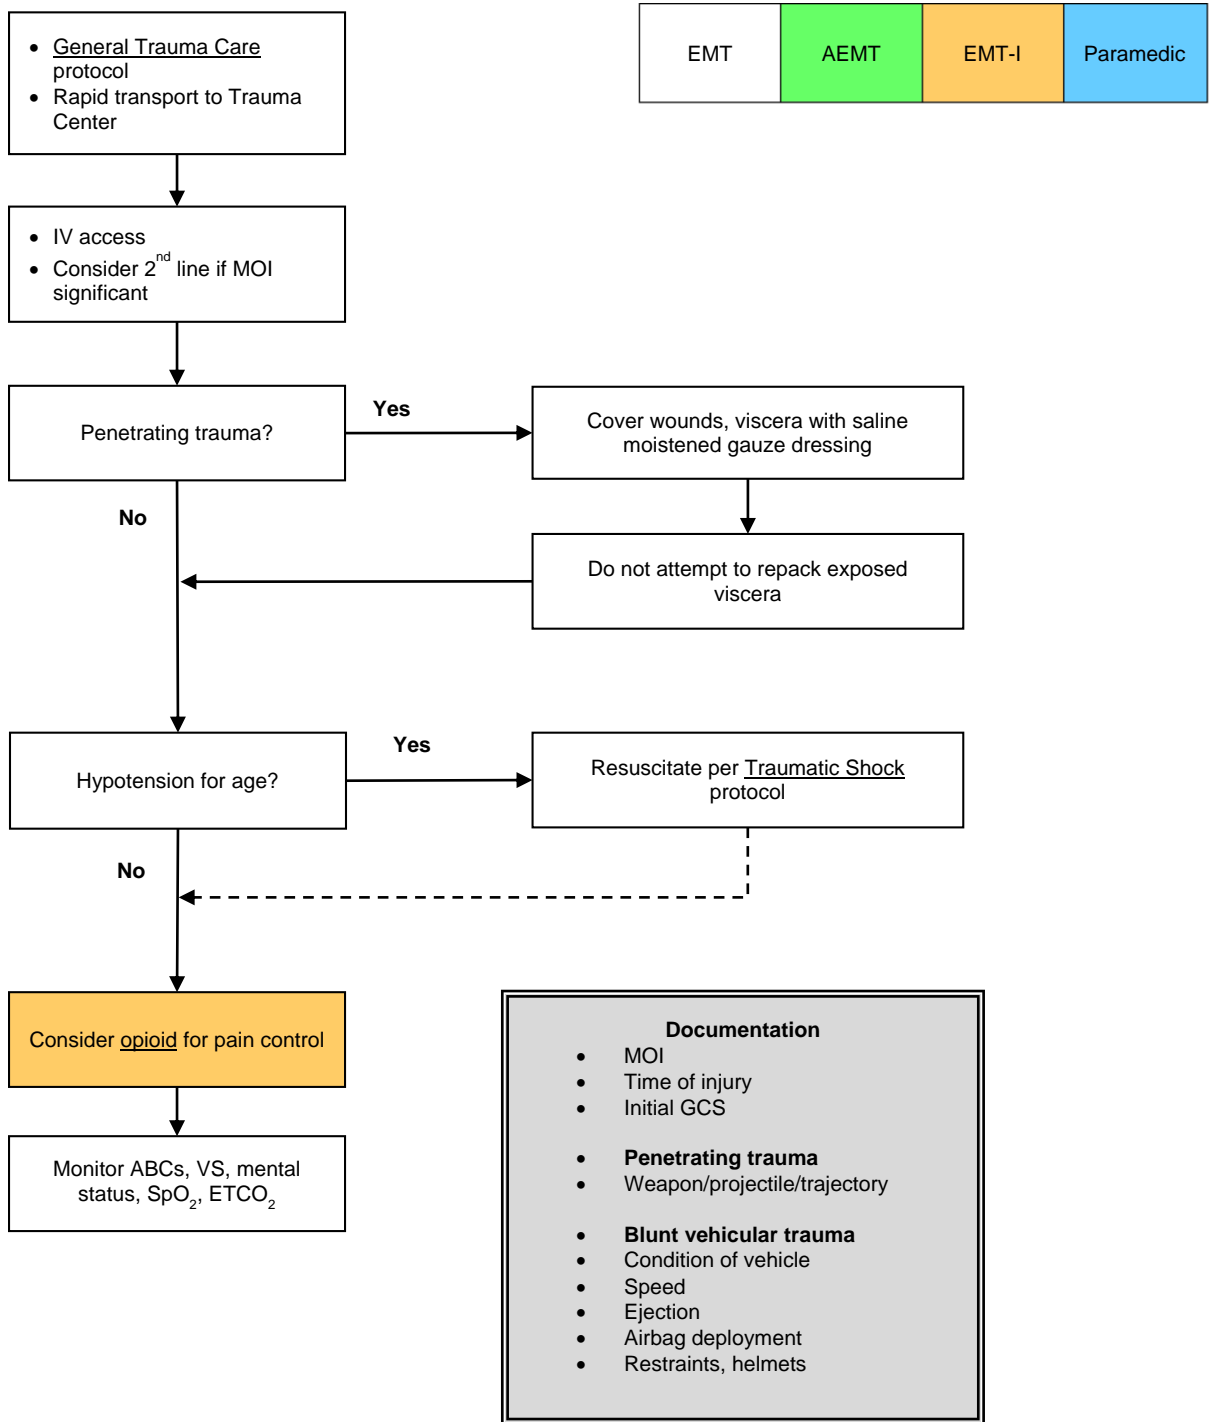 • General Trauma Care
protocol
• Rapid transport to Trauma
Center
EMT
AEMT
EMT-I
Paramedic
• IV access
• Consider 2nd line if MOI
significant
Penetrating trauma?
Yes
Cover wounds, viscera with saline
moistened gauze dressing
No
Do not attempt to repack exposed
viscera
Hypotension for age?
Yes
Resuscitate per Traumatic Shock
protocol
No
Consider opioid for pain control
Monitor ABCs, VS, mental
status, SpO2, ETCO2
Documentation
• MOI
• Time of injury
• Initial GCS
• Penetrating trauma
• Weapon/projectile/trajectory
• Blunt vehicular trauma
• Condition of vehicle
• Speed
• Ejection
• Airbag deployment
• Restraints, helmets